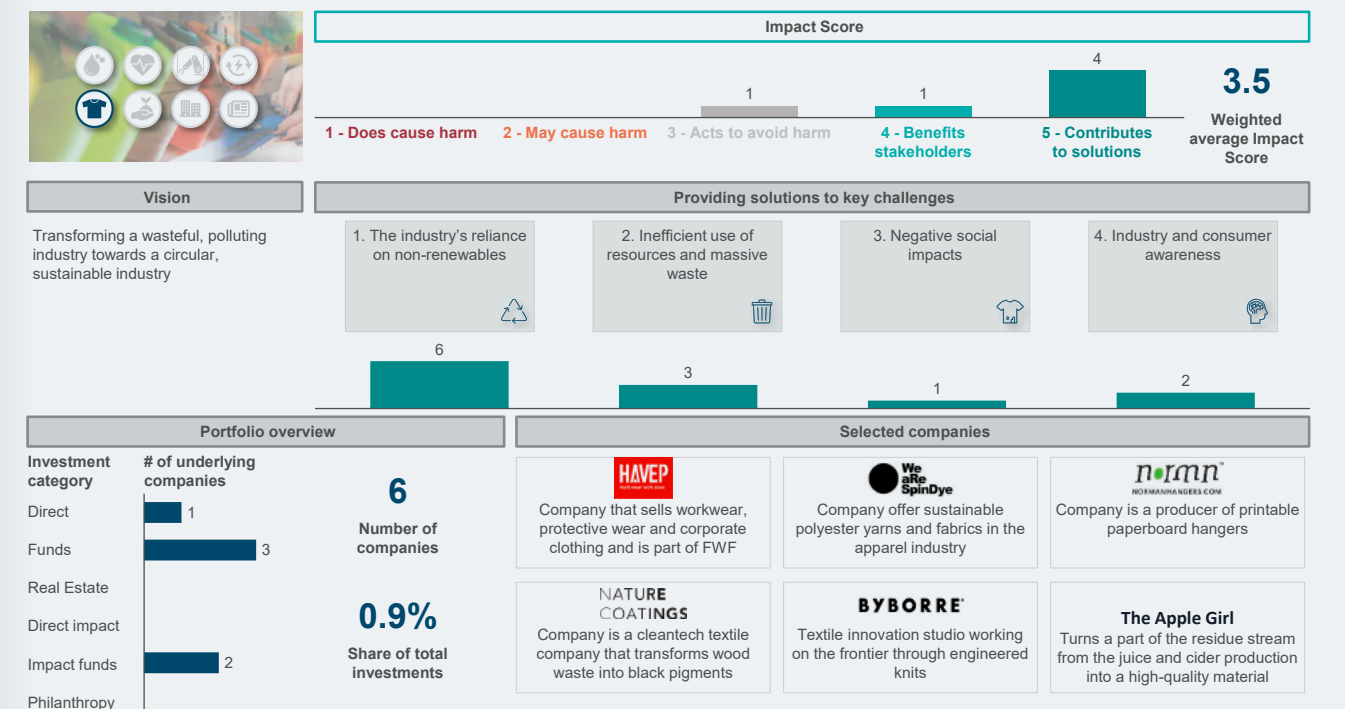 Impact Score
1
1
4
3.5
1 - Does cause harm
2 - May cause harm
3 - Acts to avoid harm
4 - Benefits
stakeholders
5 - Contributes
to solutions
Weighted
average Impact
Score
Vision
Providing solutions to key challenges
Transforming a wasteful, polluting
industry towards a circular,
sustainable industry
1. The industry's reliance
on non-renewables
2. Inefficient use of
resources and massive
waste
3. Negative social
impacts
4. Industry and consumer
awareness
6
3
1
2
Portfolio overview
Selected companies
Investment
category
# of underlying
companies
Direct
1
Funds
3
Real Estate
Direct impact
Impact funds
2
Philanthropy
6
Number of
companies
0.9%
Share of total
investments
HAVEP
Company that sells workwear,
protective wear and corporate
clothing and is part of FWF
We
aRe
SpinDye
Company offer sustainable
polyester yarns and fabrics in the
apparel industry
normn™
NORMANHANGERS.COM
Company is a producer of printable
paperboard hangers
NATURE
COATINGS
Company is a cleantech textile
company that transforms wood
waste into black pigments
BYBORRE
Textile innovation studio working
on the frontier through engineered
knits
The Apple Girl
Turns a part of the residue stream
from the juice and cider production
into a high-quality material